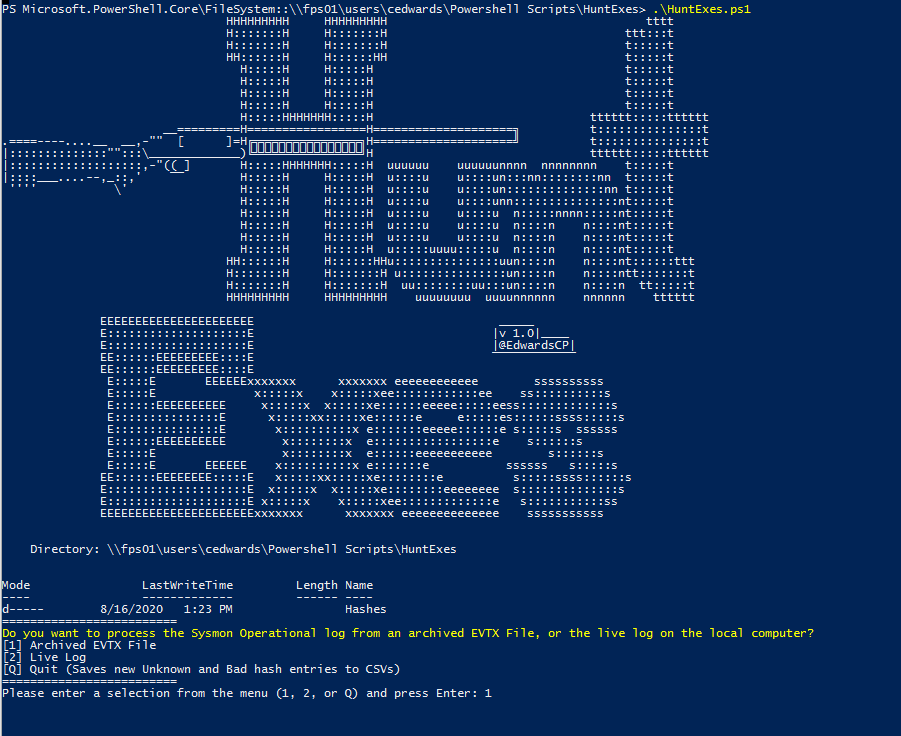 PS Microsoft.PowerShell.Core\FileSystem::\\fps01\users\cedwards\Powershell Scripts\HuntExes> .\HuntExes.ps1
Hunt
v 1.0
@EdwardsCP
Exes
Directory: \\fps01\users\cedwards\Powershell Scripts\HuntExes
Mode LastWriteTime Length Name
---- ------------- ------ ----
d----- 8/16/2020 1:23 PM Hashes
=========================
Do you want to process the Sysmon Operational log from an archived EVTX File, or the live log on the local computer?
[1] Archived EVTX File
[2] Live Log
[Q] Quit (Saves new Unknown and Bad hash entries to CSVs)
=========================
Please enter a selection from the menu (1, 2, or Q) and press Enter: 1